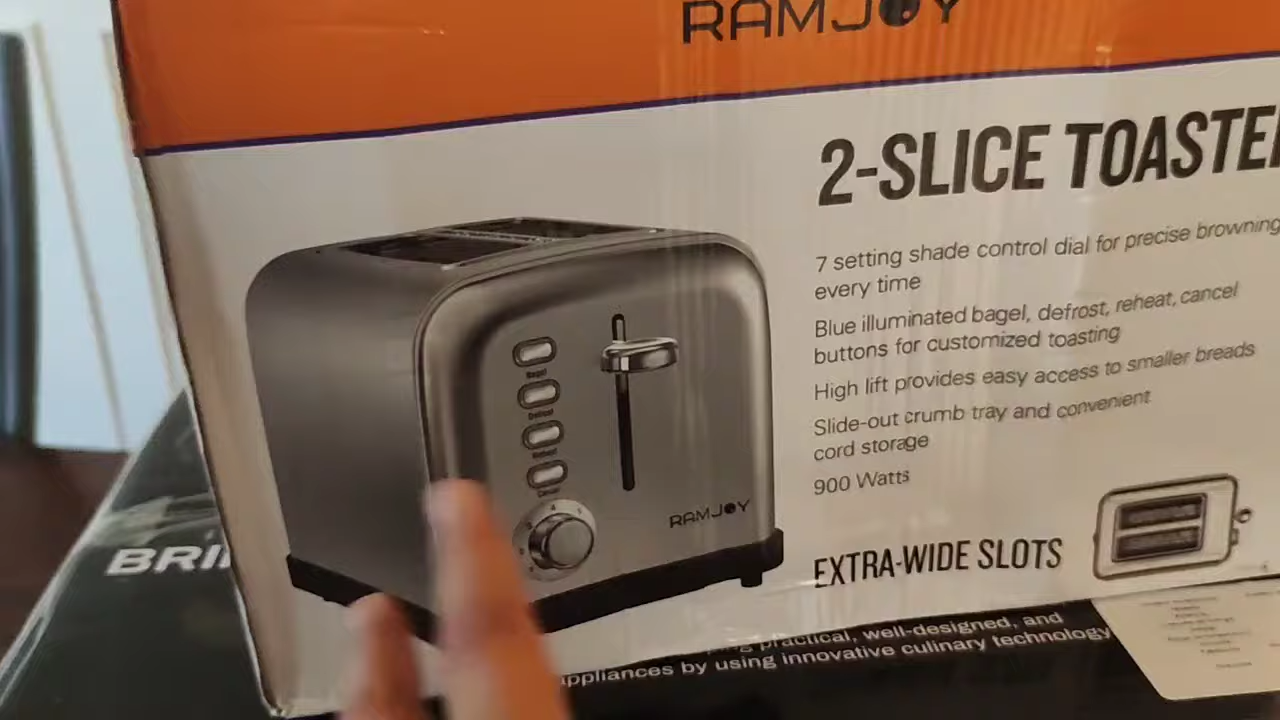 RAMJOY
2-SLICE TOASTE
7 setting shade control dial for precise browning
every time
Blue illuminated bagel, defrost, reheat, cancel
buttons for customized toasting
High lift provides easy access to smaller breads
Slide-out crumb tray and convenient
cord storage
900 Watts
Bagel
Defrost
Reheat
RAMJOY
EXTRA-WIDE SLOTS
BRI
practical, well-designed, and
appliances by using innovative culinary technology